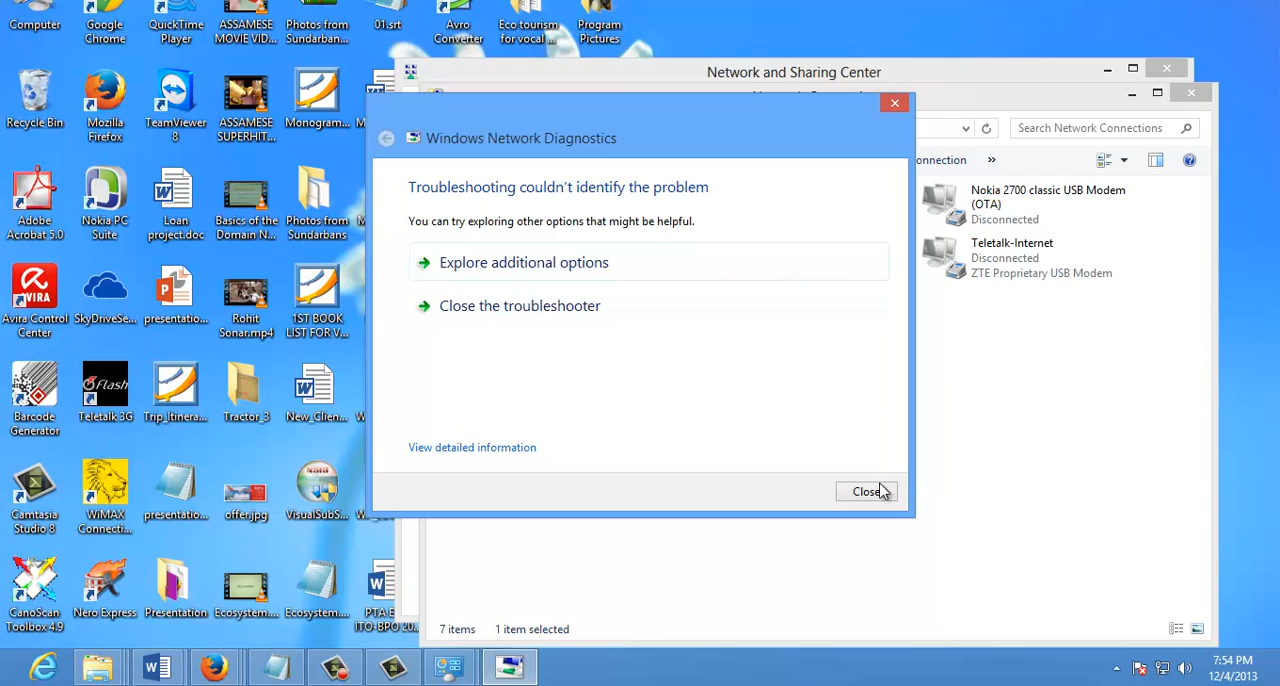 Computer
Google
Chrome
QuickTime
Player
ASSAMESE
MOVIE VID...
Photos from
Sundarban...
01.srt
Avro
Converter
Eco tourism
for vocal ...
Program
Pictures
Network and Sharing Center
Recycle Bin
Mozilla
Firefox
TeamViewer
8
ASSAMESE
SUPERHIT...
Monogram...
Windows Network Diagnostics
Search Network Connections
onnection
»
Troubleshooting couldn't identify the problem
You can try exploring other options that might be helpful.
Explore additional options
Close the troubleshooter
View detailed information
Close
Nokia 2700 classic USB Modem
(OTA)
Disconnected
Teletalk-Internet
Disconnected
ZTE Proprietary USB Modem
Adobe
Acrobat 5.0
Nokia PC
Suite
Loan
project.doc
Basics of the
Domain N...
Photos from
Sundarbans
Avira Control
Center
SkyDriveSe...
presentatio...
Rohit
Sonar.mp4
1ST BOOK
LIST FOR V...
Barcode
Generator
Flash
Teletalk 3G
Trip_Itinera...
Tractor_3
New_Clien...
Camtasia
Studio 8
WiMAX
Connecti...
presentatio...
offer.jpg
VisualSubS...
CanoScan
Toolbox 4.9
Nero Express
Presentation
Ecosystem....
Ecosystem....
PTA E
ITO-BPO 20...
7 items
1 item selected
7:54 PM
12/4/2013